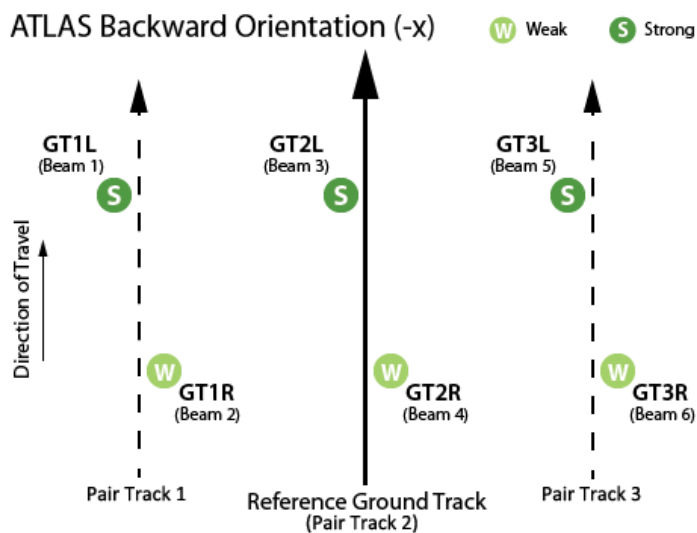 ATLAS Backward Orientation (-x)
W Weak
S Strong
GT1L
(Beam 1)
S
GT2L
(Beam 3)
S
GT3L
(Beam 5)
S
Direction of Travel
W
GT1R
(Beam 2)
W
GT2R
(Beam 4)
W
GT3R
(Beam 6)
Pair Track 1
Reference Ground Track
(Pair Track 2)
Pair Track 3